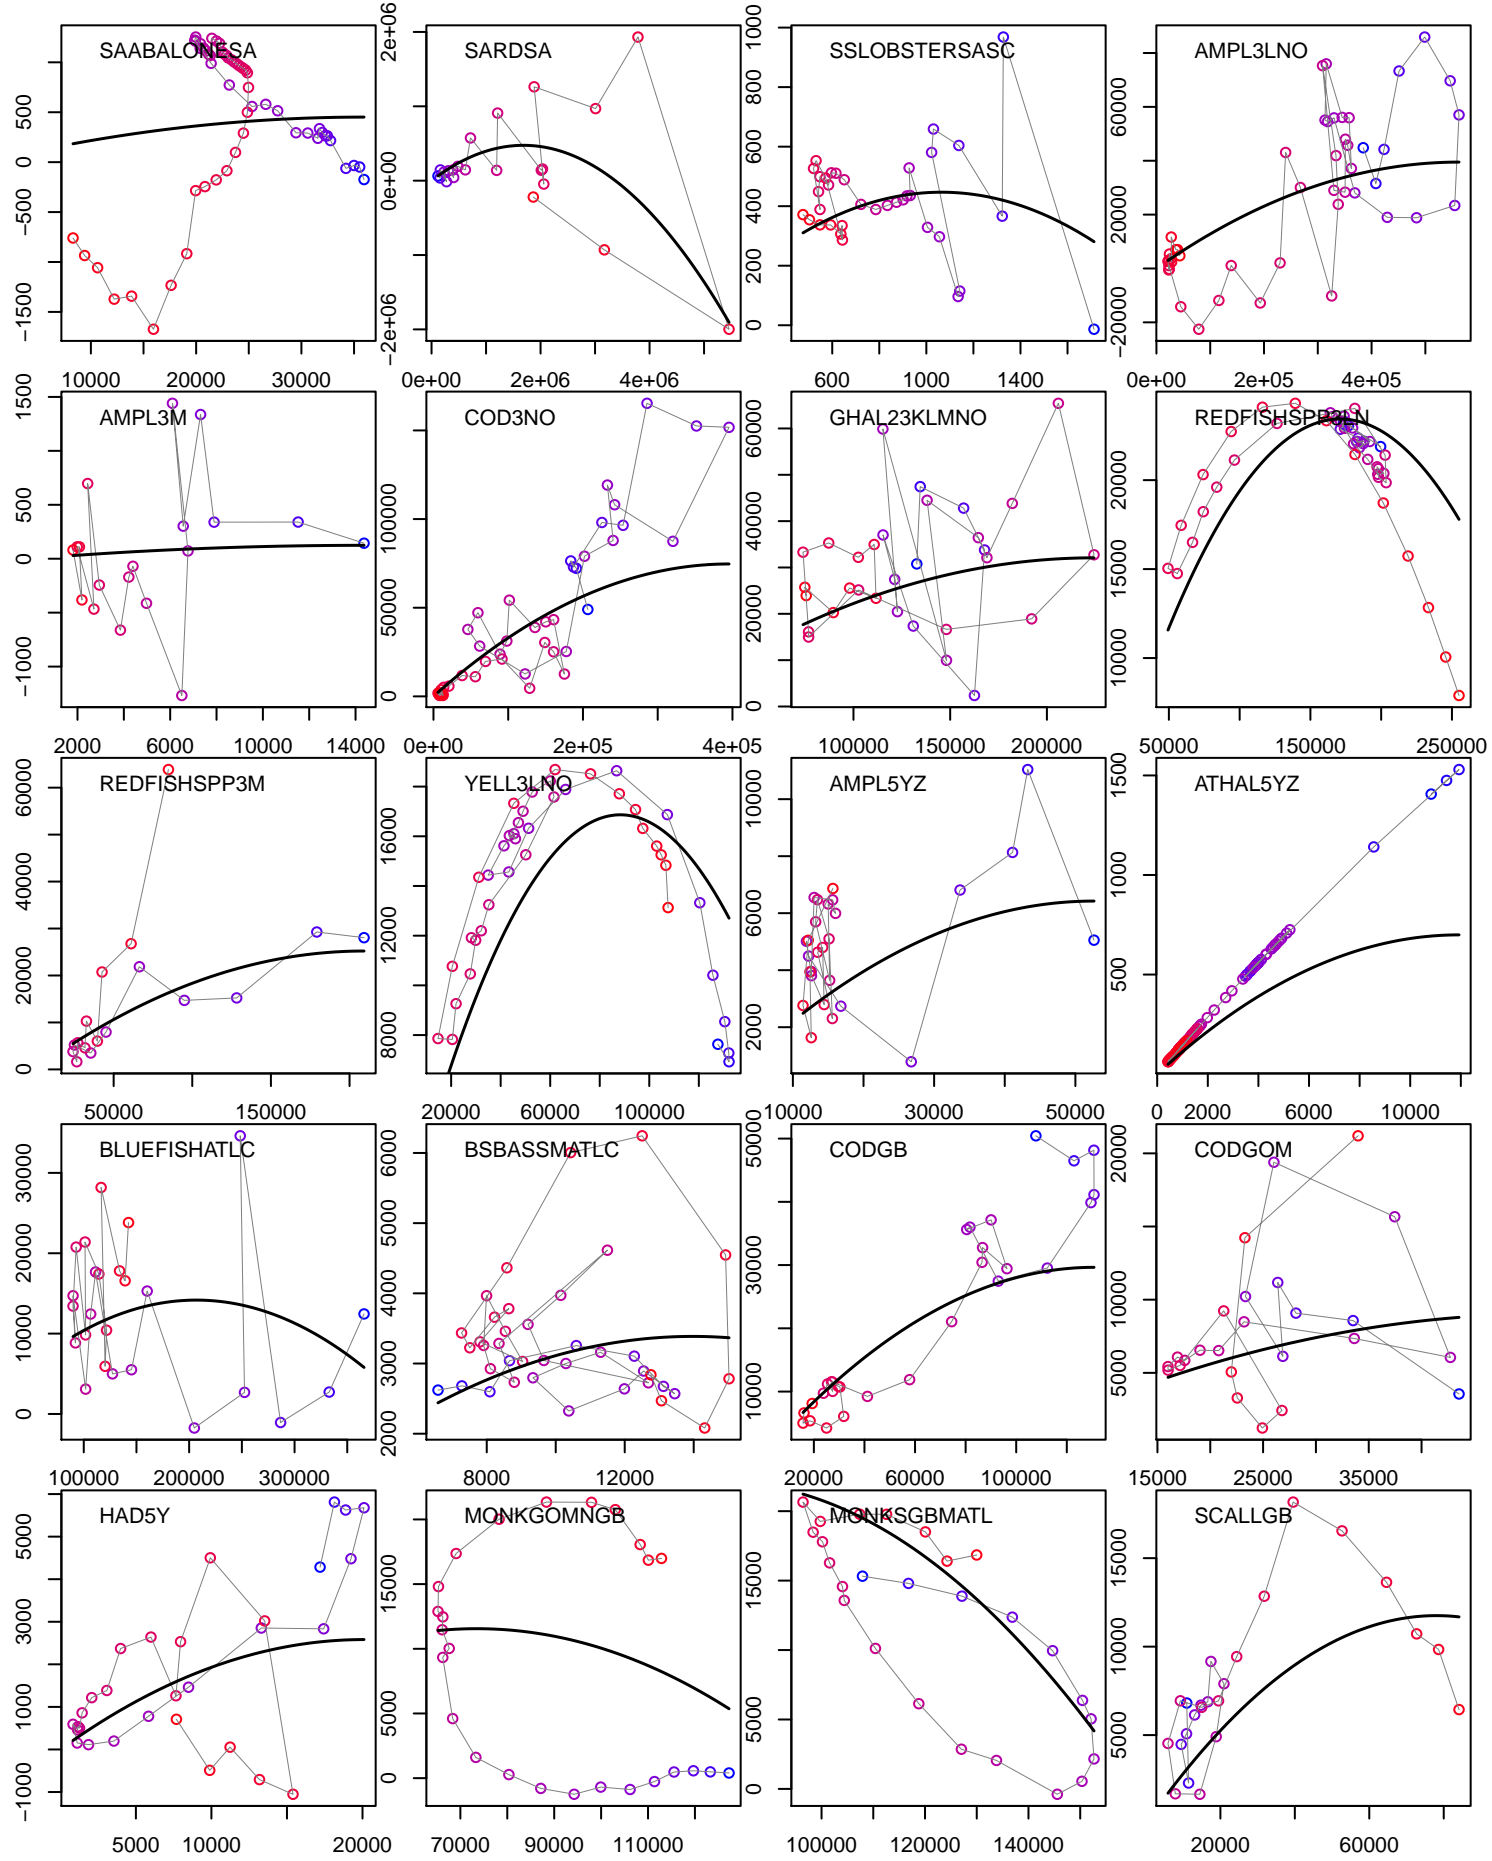 SAABALONESA
500
0
−500
−1500
10000 20000 30000
SARDSA
2e+06
0e+00
−2e+06
0e+00 2e+06 4e+06
SSLOBSTERSASC
1000
800
600
400
200
0
600 1000 1400
AMPL3LNO
60000
20000
−20000
0e+00 2e+05 4e+05
AMPL3M
1500
500
0
−1000
2000 6000 10000 14000
COD3NO
100000
50000
0
0e+00 2e+05 4e+05
GHAL23KLMNO
60000
40000
20000
0
100000 150000 200000
REDFISHSPP3LN
20000
15000
10000
50000 150000 250000
REDFISHSPP3M
60000
40000
20000
0
50000 150000
YELL3LNO
16000
12000
8000
20000 60000 100000
AMPL5YZ
10000
6000
2000
10000 30000 50000
ATHAL5YZ
1500
1000
500
0 2000 6000 10000
BLUEFISHATLC
30000
20000
10000
0
100000 200000 300000
BSBASSMATLC
6000
5000
4000
3000
2000
8000 12000
CODGB
50000
30000
10000
20000 60000 100000
CODGOM
20000
10000
5000
15000 25000 35000
HAD5Y
5000
3000
1000
−1000
5000 10000 20000
MONKGOMNGB
15000
5000
0
70000 90000 110000
MONKSGBMATL
15000
5000
0
100000 120000 140000
SCALLGB
15000
10000
5000
20000 60000